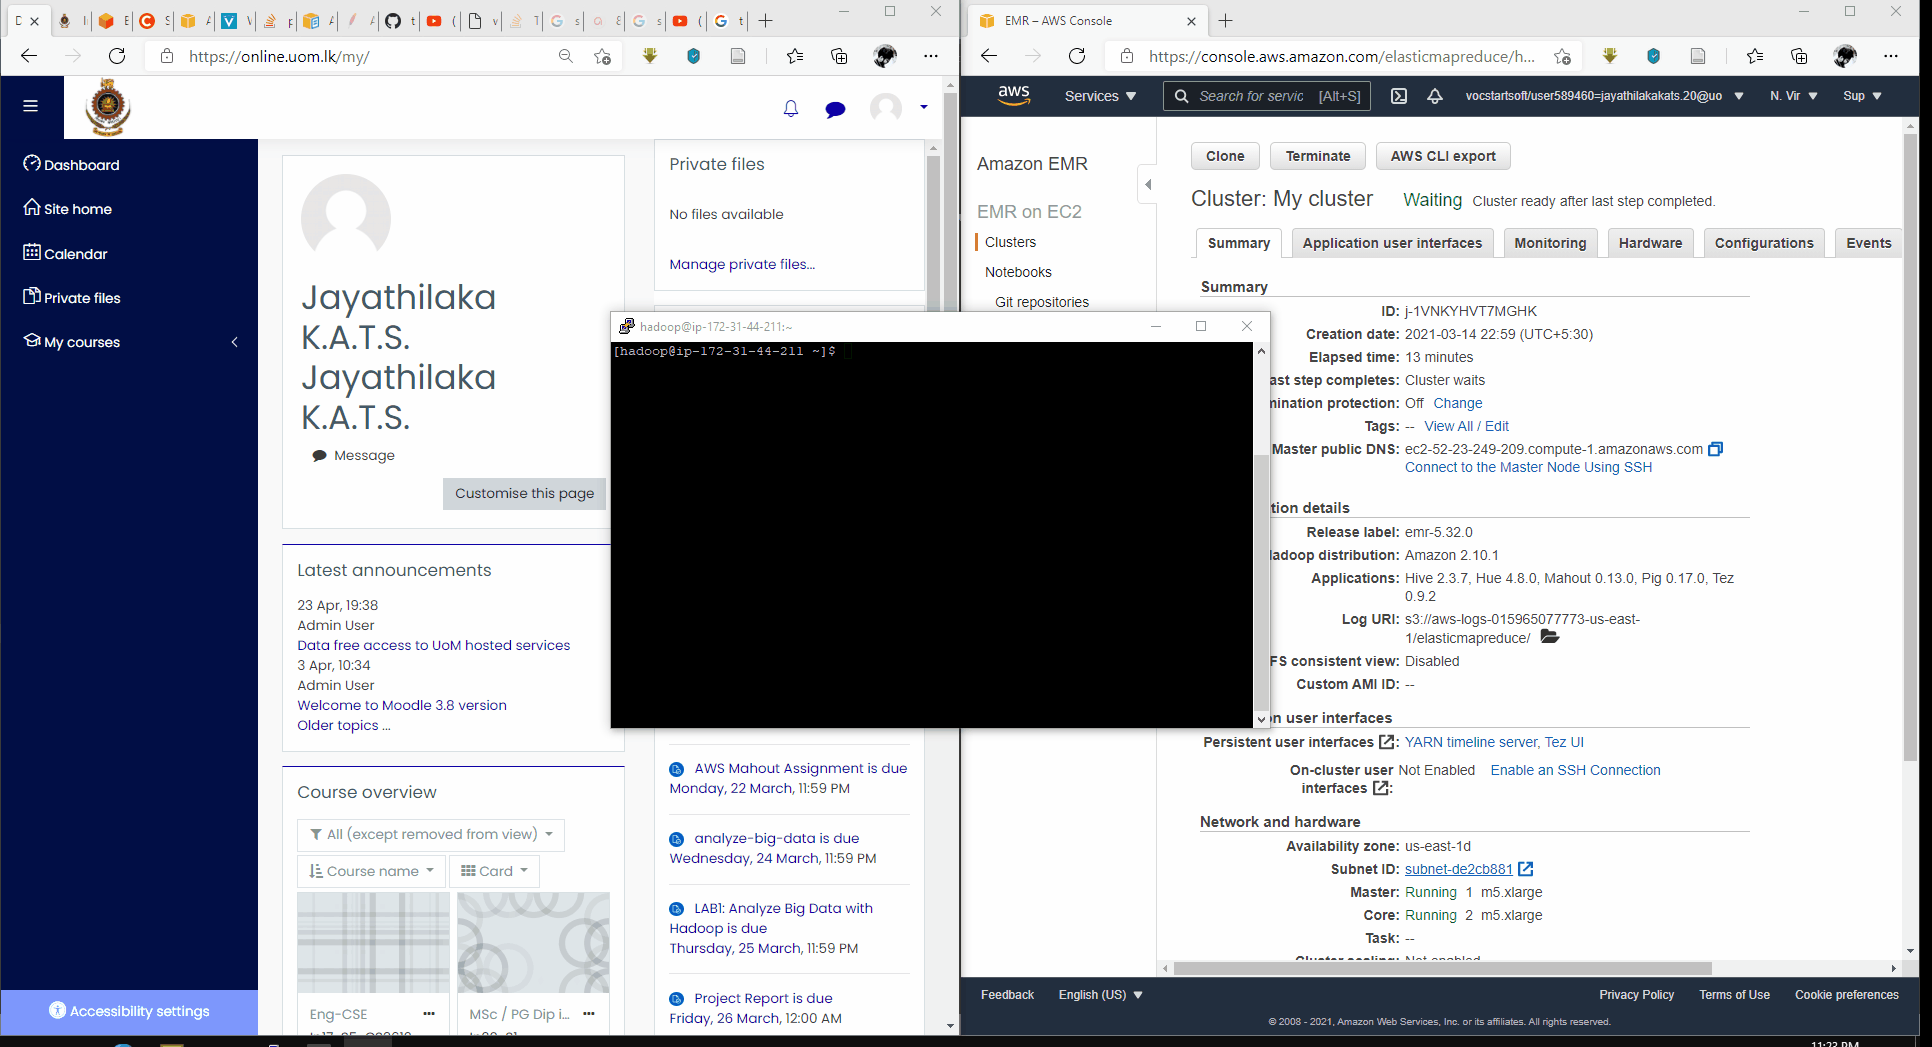 https://online.uom.lk/my/
Dashboard
Site home
Calendar
Private files
My courses
Accessibility settings
Jayathilaka
K.A.T.S.
Jayathilaka
K.A.T.S.
Message
Customise this page
Latest announcements
23 Apr, 19:38
Admin User
Data free access to UoM hosted services
3 Apr, 10:34
Admin User
Welcome to Moodle 3.8 version
Older topics ...
Course overview
All (except removed from view)
Course name
Card
Eng-CSE
MSc / PG Dip i...
Private files
No files available
Manage private files...
AWS Mahout Assignment is due
Monday, 22 March, 11:59 PM
analyze-big-data is due
Wednesday, 24 March, 11:59 PM
LAB1: Analyze Big Data with
Hadoop is due
Thursday, 25 March, 11:59 PM
Project Report is due
Friday, 26 March, 12:00 AM
hadoop@ip-172-31-44-211:~
[hadoop@ip-172-31-44-211 ~]$
EMR – AWS Console
https://console.aws.amazon.com/elasticmapreduce/h...
aws
Services
Search for servic [Alt+S]
vocstartsoft/user589460=jayathilakakats.20@uo
N. Vir
Sup
Amazon EMR
EMR on EC2
Clusters
Notebooks
Git repositories
Clone
Terminate
AWS CLI export
Cluster: My cluster Waiting Cluster ready after last step completed.
Summary
Application user interfaces
Monitoring
Hardware
Configurations
Events
Summary
ID: j-1VNKYHVT7MGHK
Creation date: 2021-03-14 22:59 (UTC+5:30)
Elapsed time: 13 minutes
ast step completes: Cluster waits
mination protection: Off Change
Tags: -- View All / Edit
Master public DNS: ec2-52-23-249-209.compute-1.amazonaws.com
Connect to the Master Node Using SSH
tion details
Release label: emr-5.32.0
adoop distribution: Amazon 2.10.1
Applications: Hive 2.3.7, Hue 4.8.0, Mahout 0.13.0, Pig 0.17.0, Tez
0.9.2
Log URI: s3://aws-logs-015965077773-us-east-
1/elasticmapreduce/
FS consistent view: Disabled
Custom AMI ID: --
n user interfaces
Persistent user interfaces : YARN timeline server, Tez UI
On-cluster user Not Enabled Enable an SSH Connection
interfaces :
Network and hardware
Availability zone: us-east-1d
Subnet ID: subnet-de2cb881
Master: Running 1 m5.xlarge
Core: Running 2 m5.xlarge
Task: --
Cluster scaling: Not enabled
Feedback
English (US)
Privacy Policy
Terms of Use
Cookie preferences
© 2008 - 2021, Amazon Web Services, Inc. or its affiliates. All rights reserved.
11:23 PM